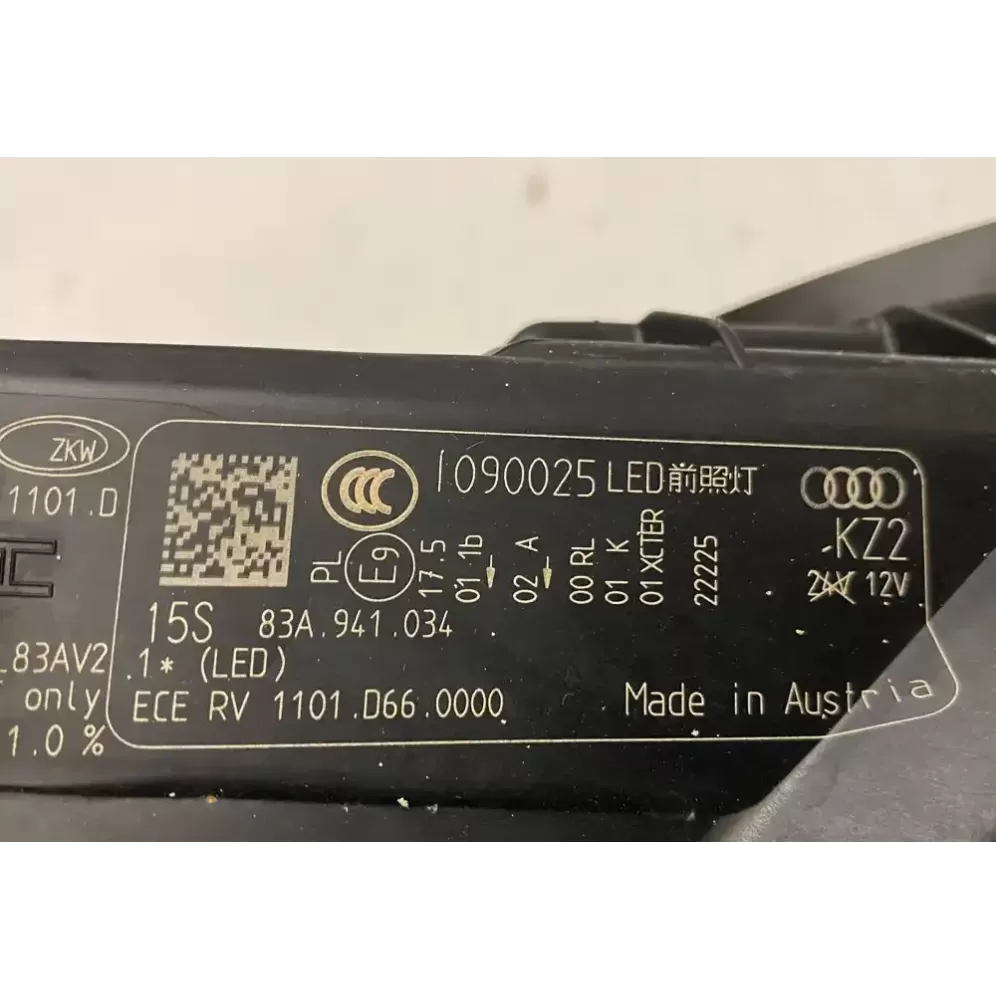 ZKW
1101.D
83AV2
only
1.0 %
1090025 LED前照灯
PL E9
17.5
01 1b
02 A
00 RL
01 K
01 XCTER
22225
KZ2
24V 12V
15S 83A.941.034
.1* (LED)
ECE RV 1101.D66.0000
Made in Austria